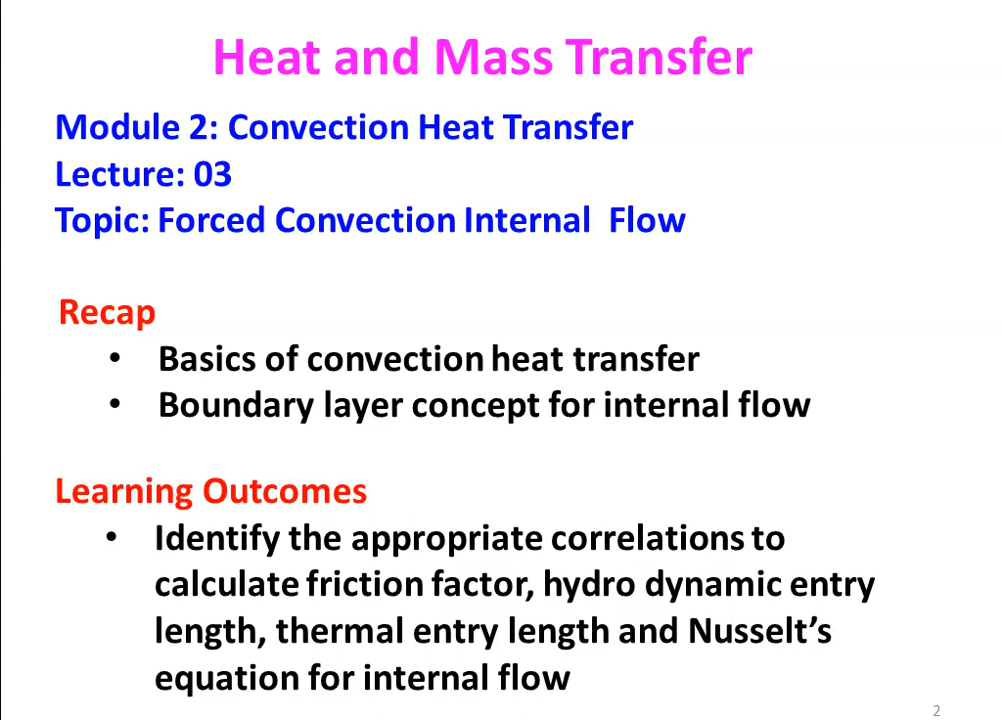 Heat and Mass Transfer
Module 2: Convection Heat Transfer
Lecture: 03
Topic: Forced Convection Internal Flow
Recap
• Basics of convection heat transfer
• Boundary layer concept for internal flow
Learning Outcomes
• Identify the appropriate correlations to
calculate friction factor, hydro dynamic entry
length, thermal entry length and Nusselt’s
equation for internal flow
2